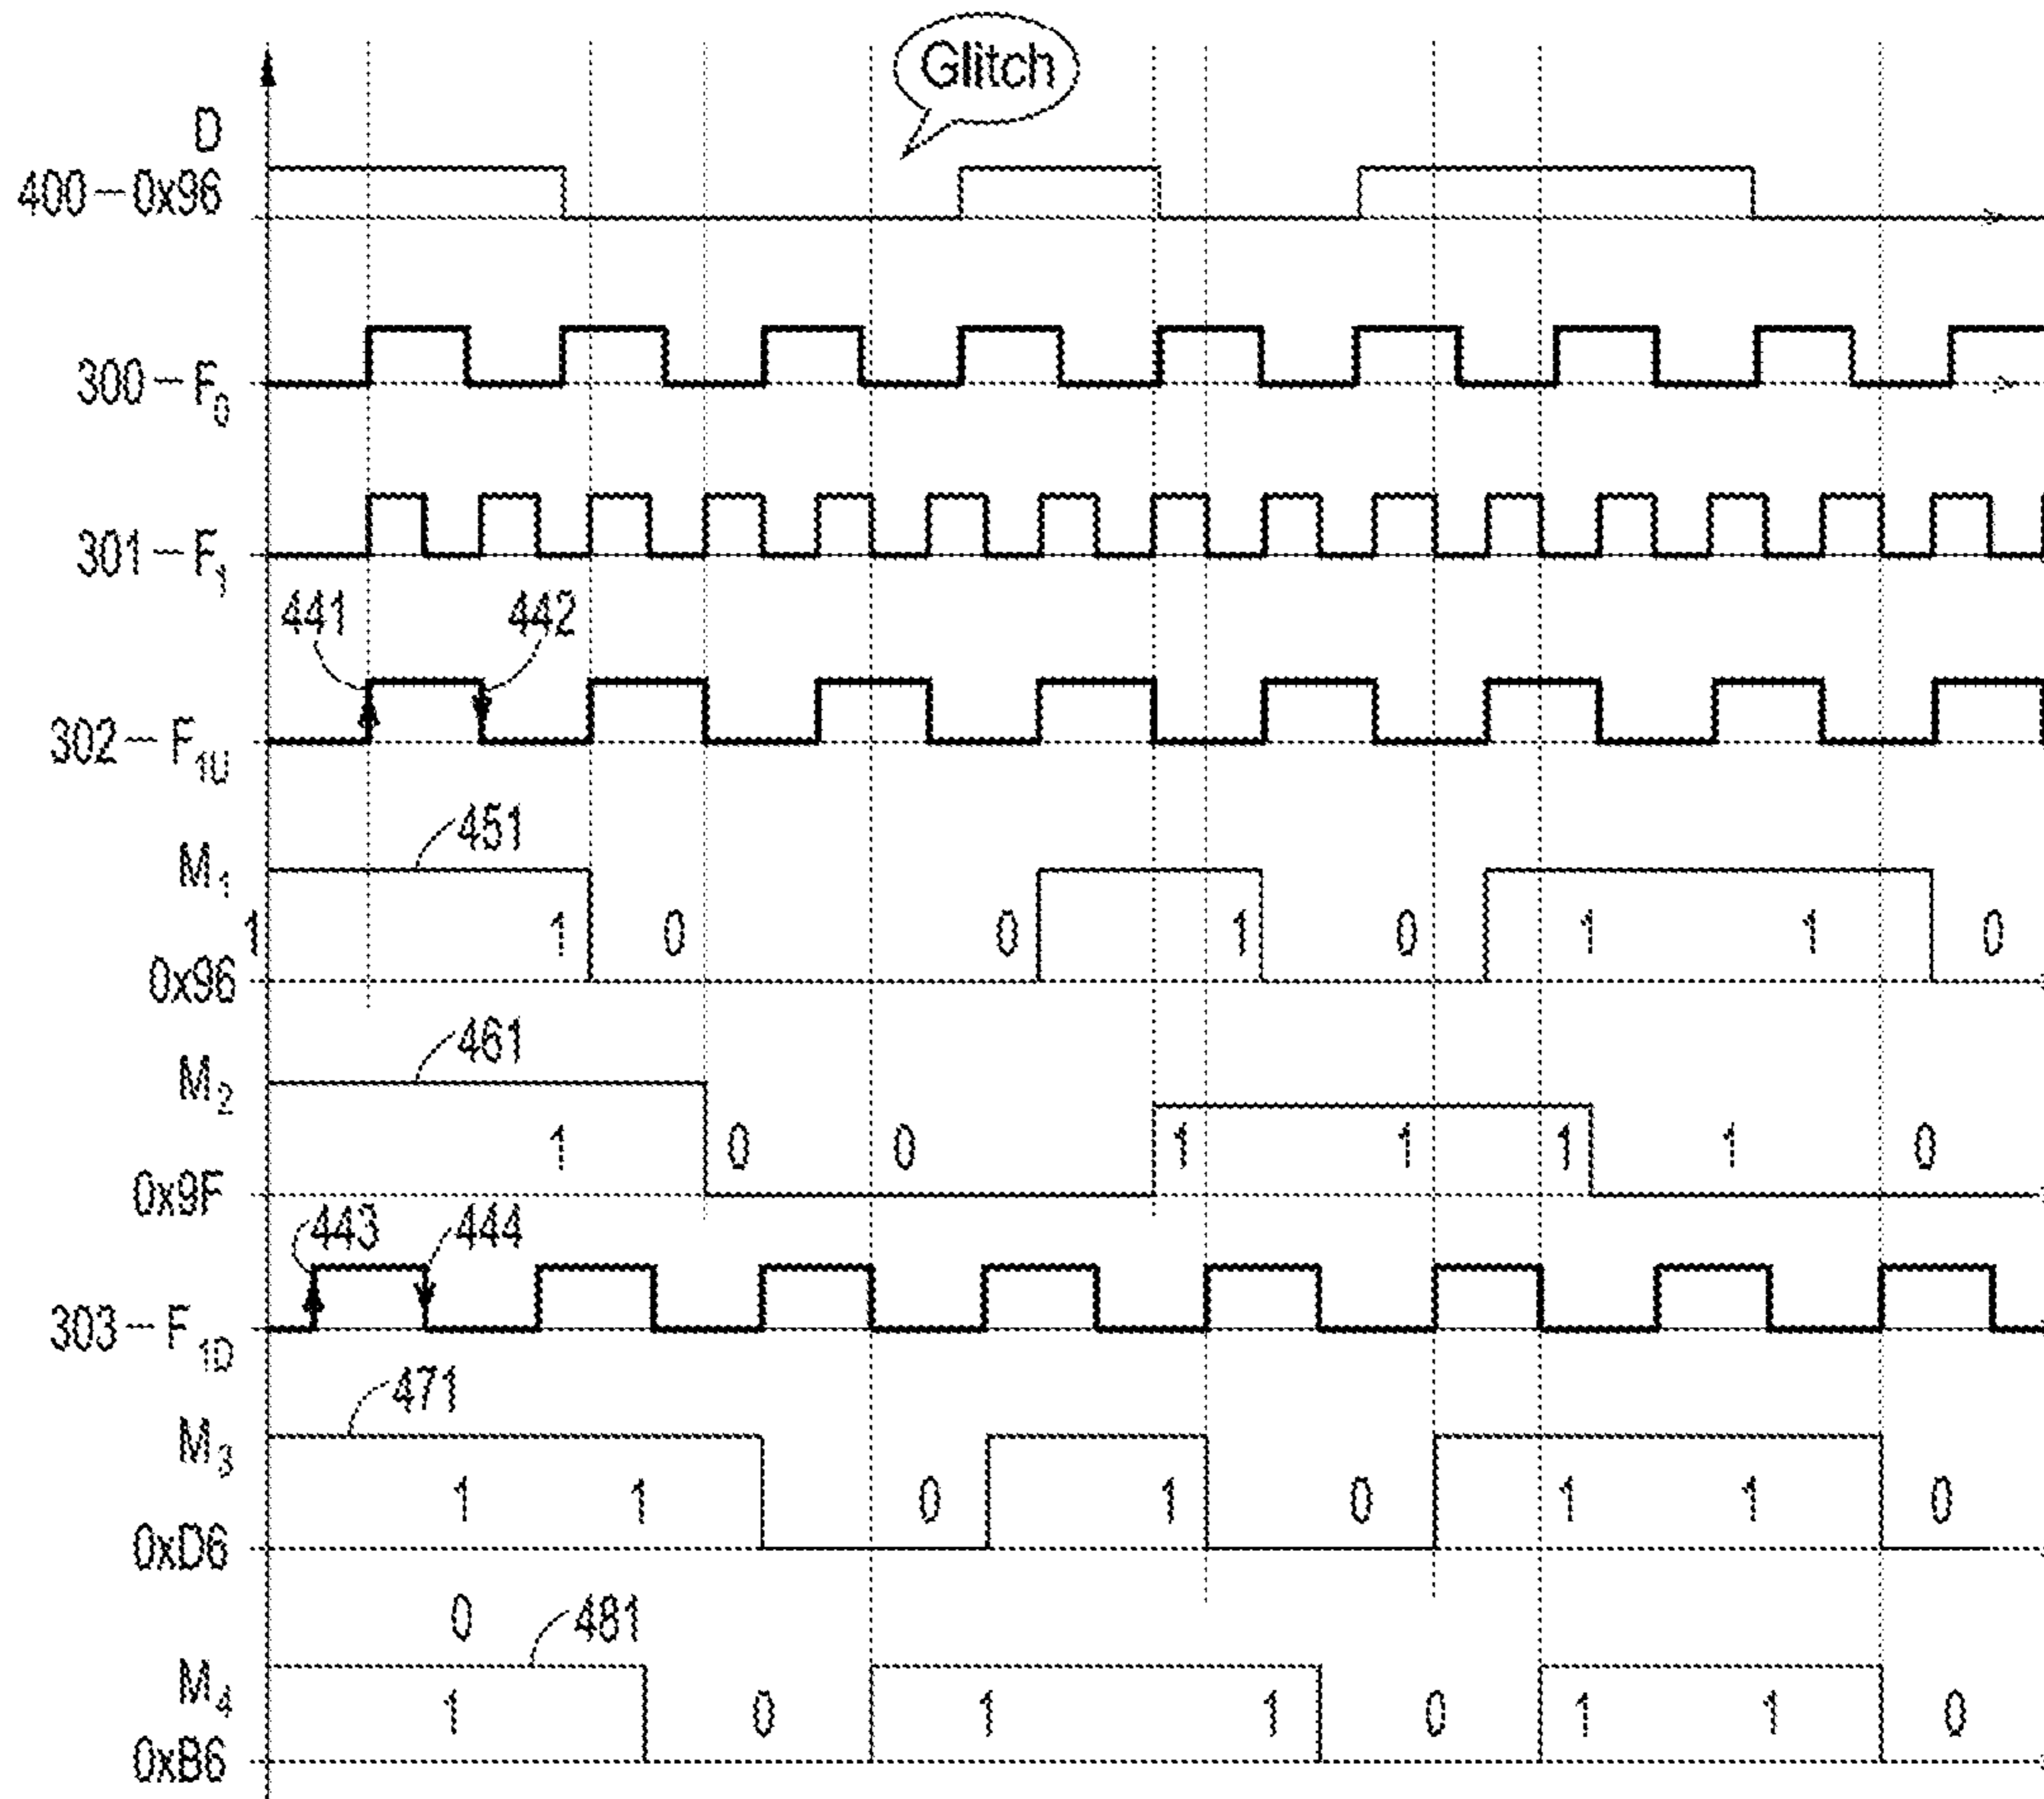 Glitch
D
400-0x96
300-F0
301-F1
441 442
302-F1U
451
M1
1 1 0 0 1 0 1 1 0
0x96
461
M2
1 0 0 1 1 1 1 0
0x9F
443 444
303-F1D
471
M3
1 1 0 1 0 1 1 0
0xD6
0
481
M4
1 0 1 1 0 1 1 0
0xB6